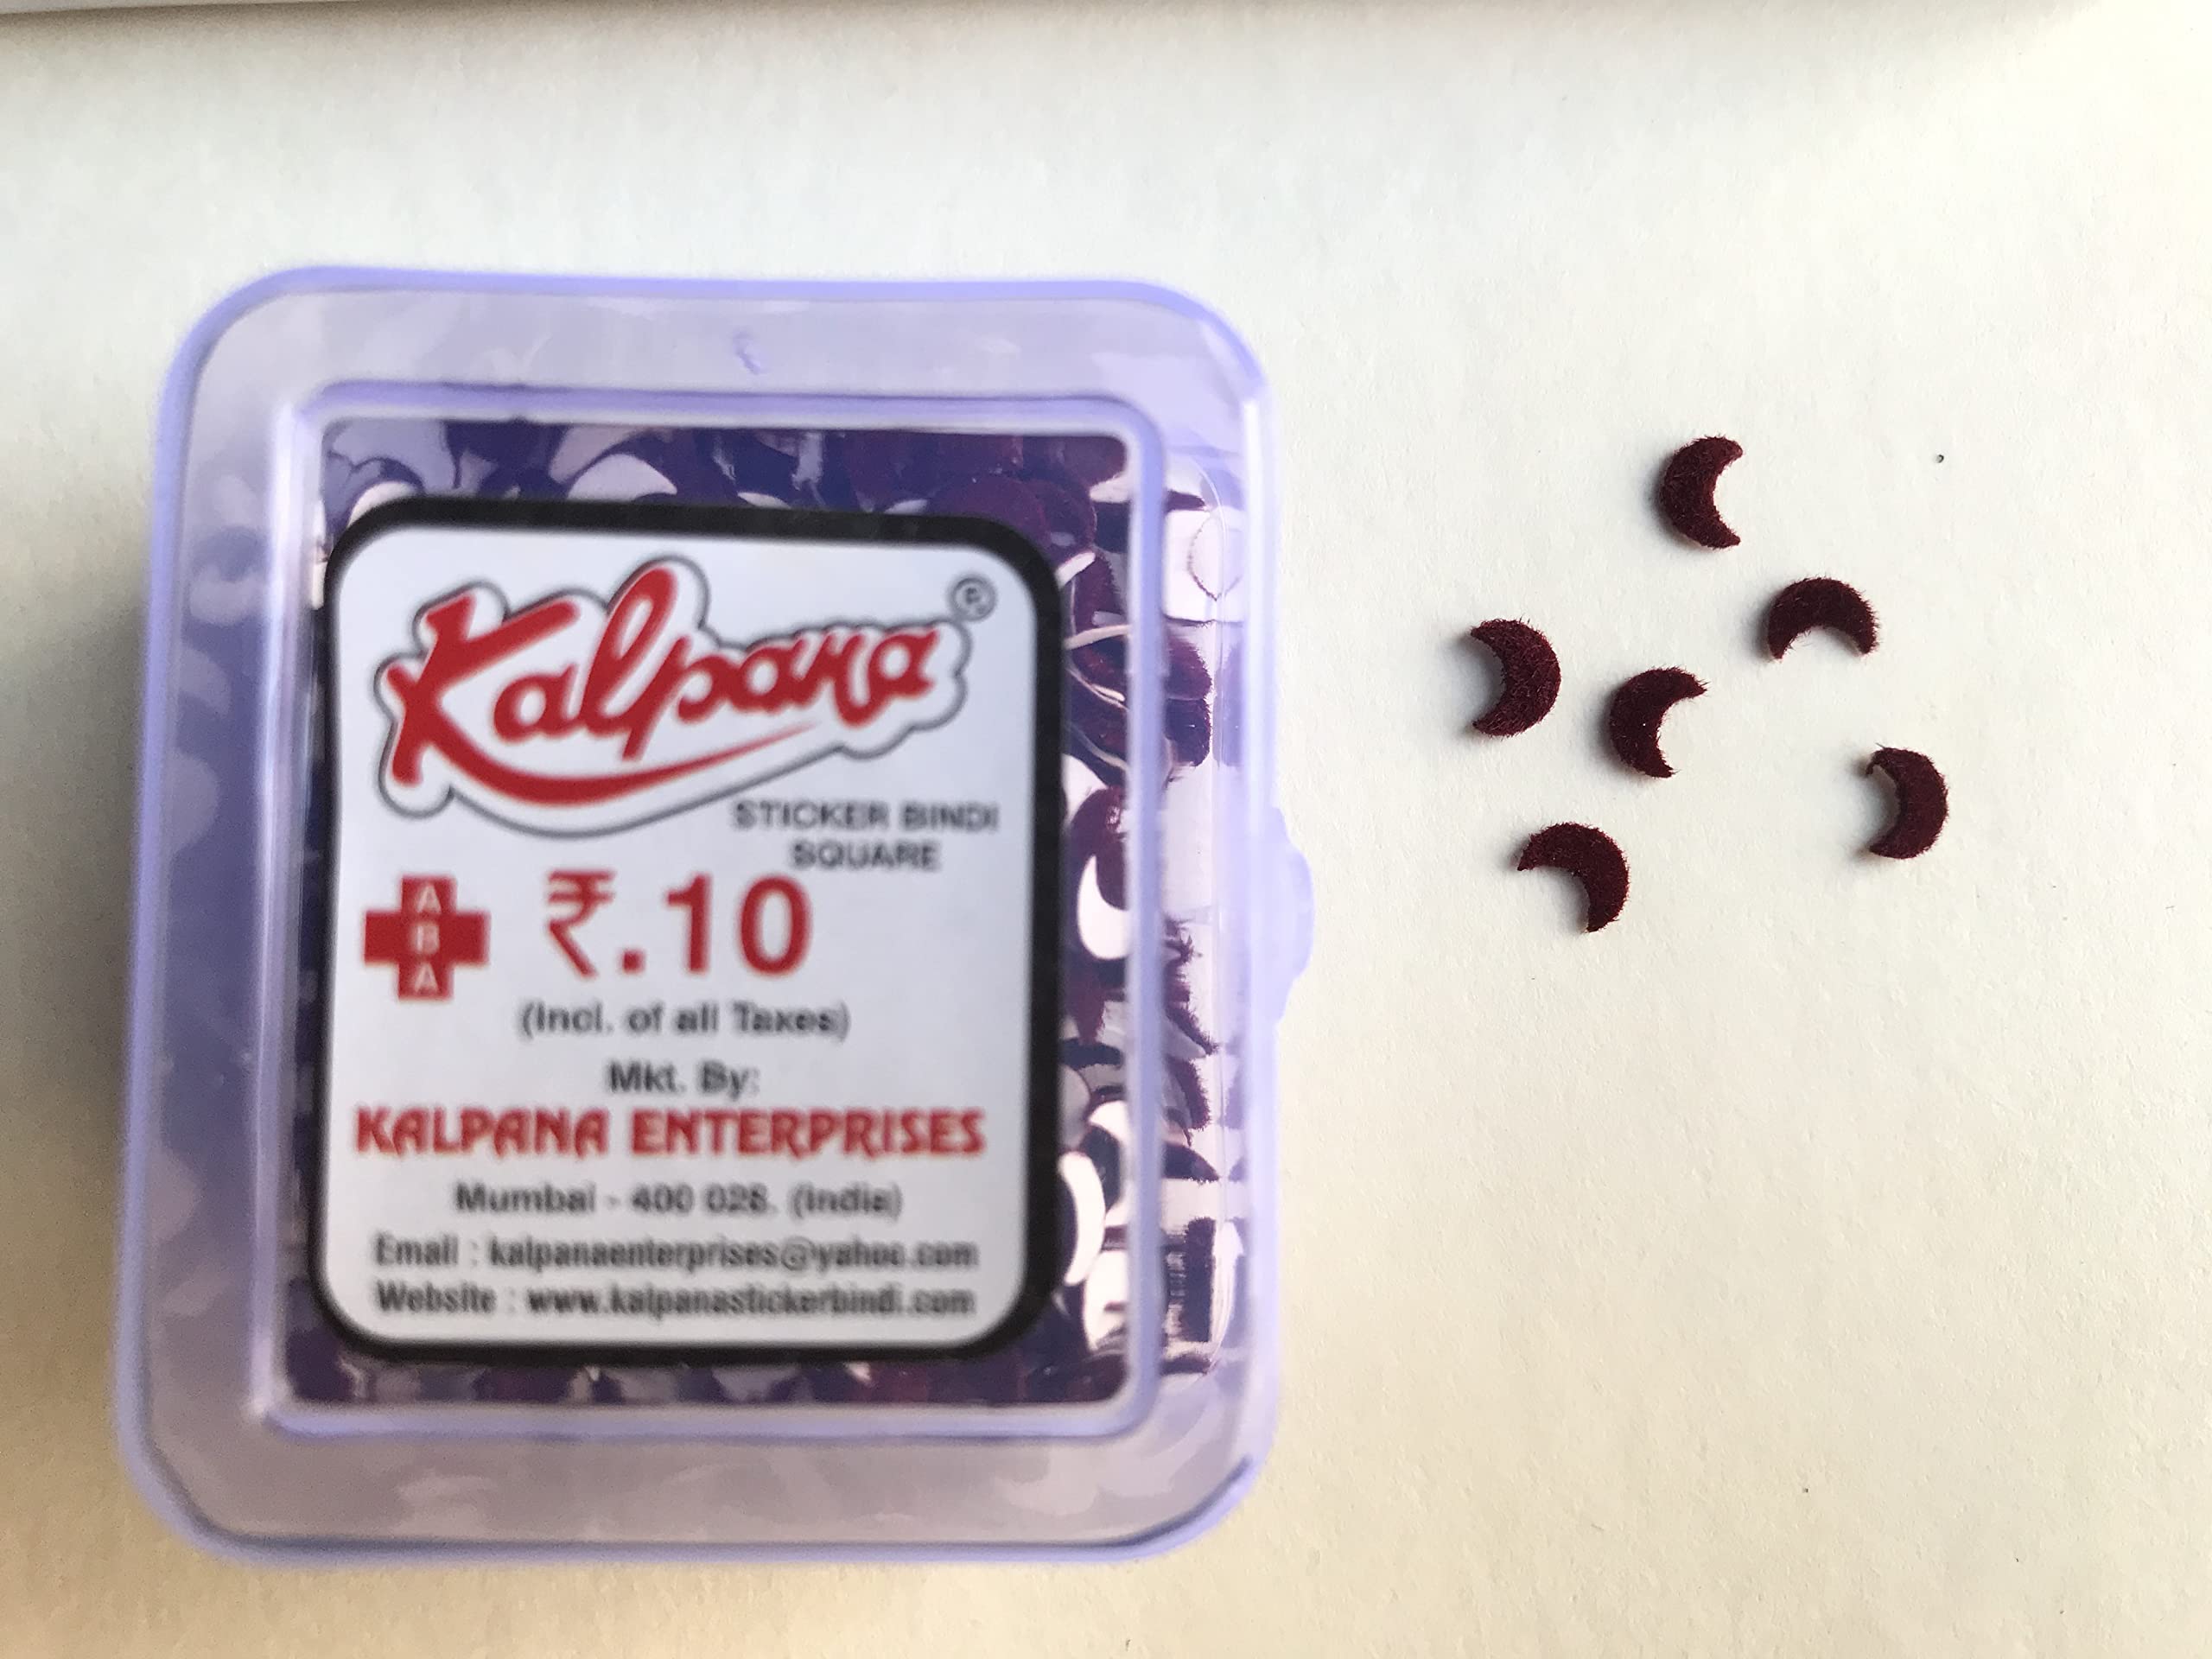 Kalpana ®
STICKER BINDI
SQUARE
ABA
₹.10
(Incl. of all Taxes)
Mkt. By:
KALPANA ENTERPRISES
Mumbai - 400 028. (India)
Email : kalpanaenterprises@yahoo.com
Website : www.kalpanastickerbindi.com